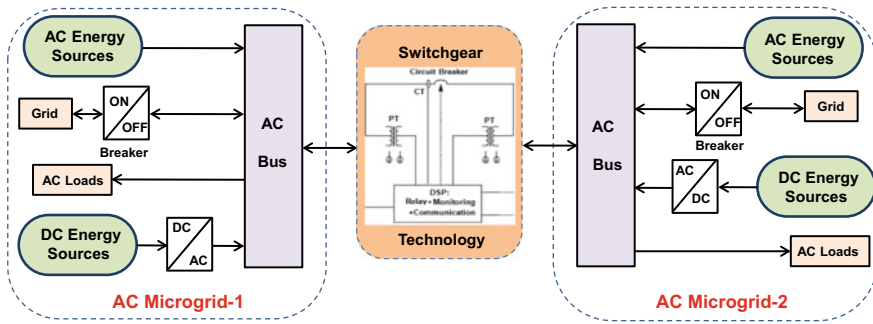 AC Energy
Sources
Grid
ON
OFF
Breaker
AC Loads
DC Energy
Sources
DC
AC
AC
Bus
AC Microgrid-1
Switchgear
Circuit Breaker
CT
PT
PT
DSP:
Relay+Monitoring
+Communication
Technology
AC
Bus
AC Energy
Sources
ON
OFF
Breaker
Grid
AC
DC
DC Energy
Sources
AC Loads
AC Microgrid-2